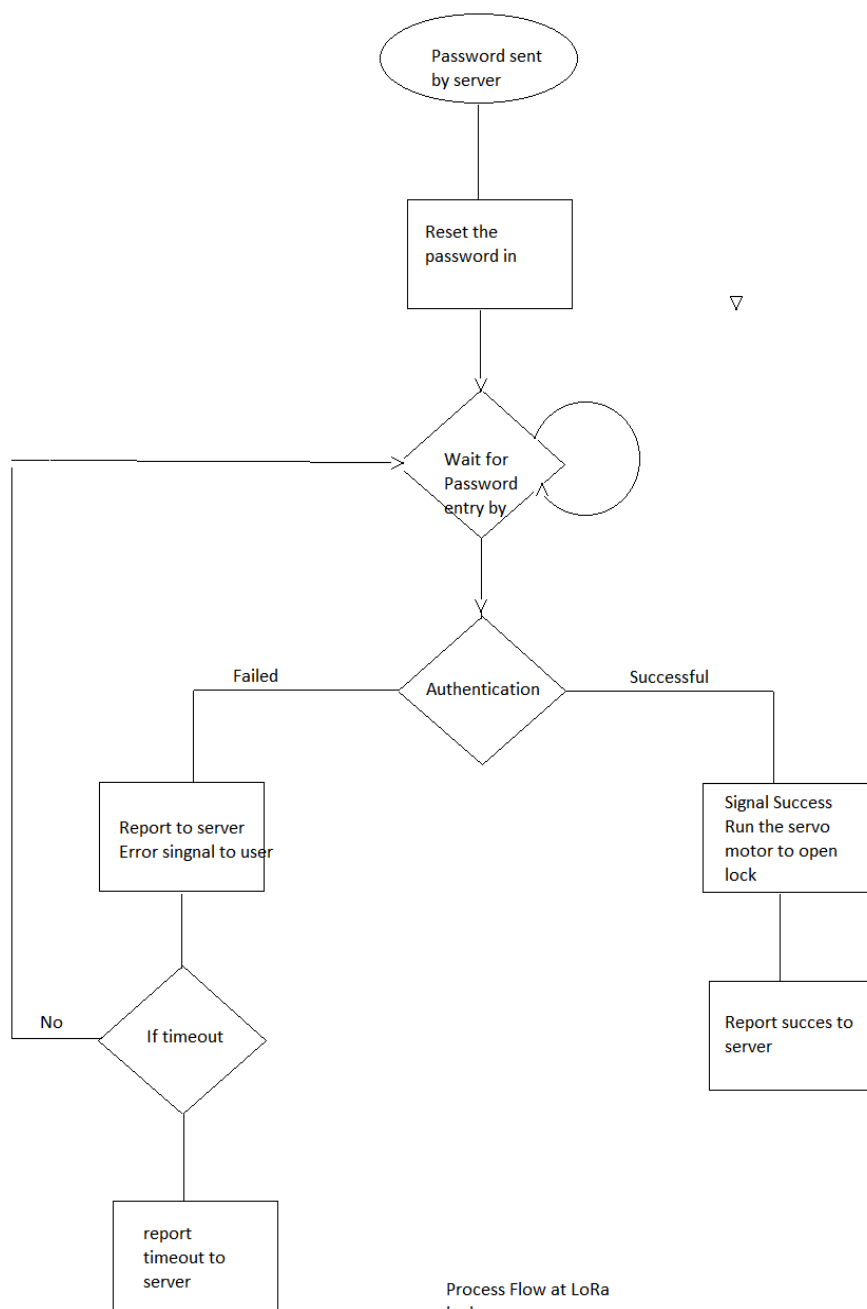 Password sent
by server
Reset the
password in
Wait for
Password
entry by
Authentication
Failed
Successful
Report to server
Error singnal to user
Signal Success
Run the servo
motor to open
lock
If timeout
No
Report succes to
server
report
timeout to
server
Process Flow at LoRa